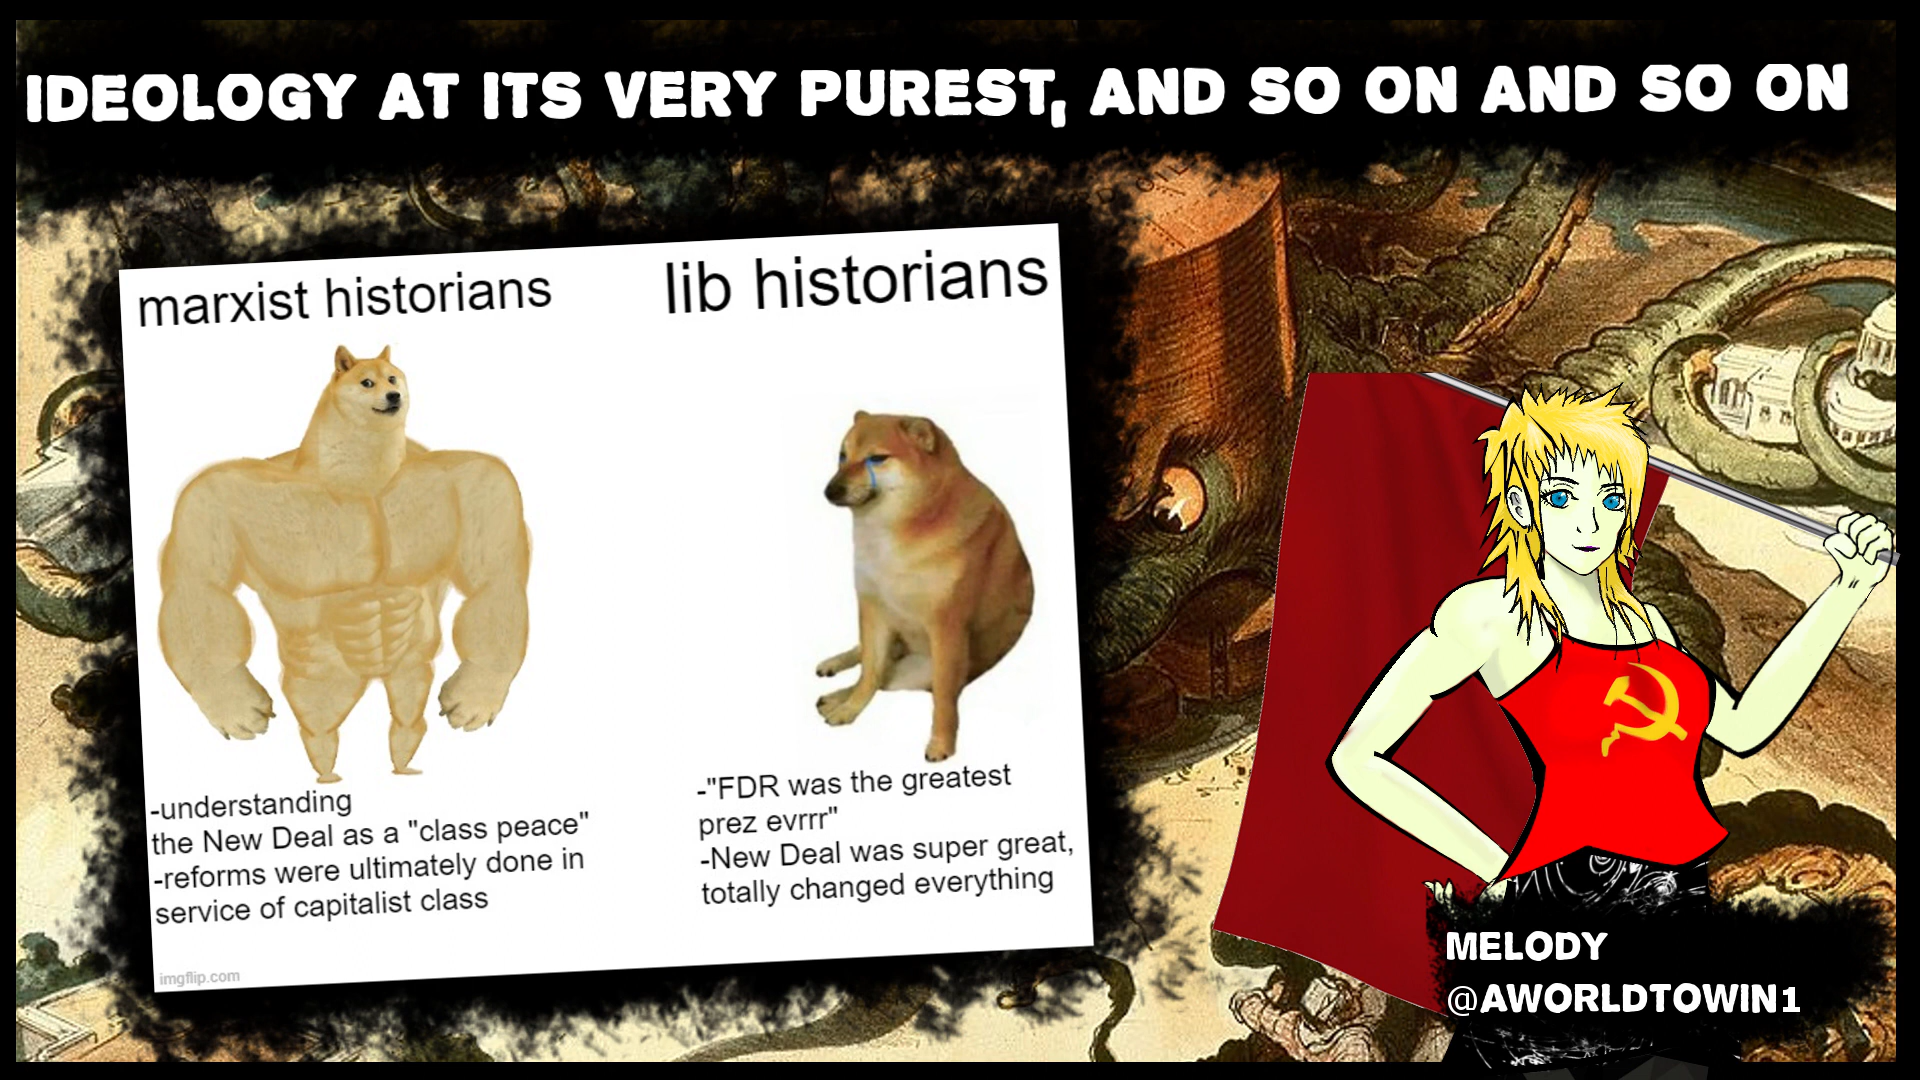 IDEOLOGY AT ITS VERY PUREST, AND SO ON AND SO ON
marxist historians
lib historians
-understanding
the New Deal as a "class peace"
-reforms were ultimately done in
service of capitalist class
-"FDR was the greatest
prez evrrr"
-New Deal was super great,
totally changed everything
imgflip.com
MELODY
@AWORLDTOWIN1